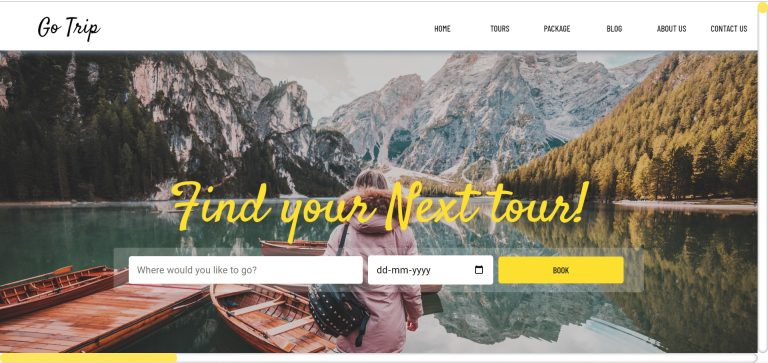 Go Trip
HOME TOURS PACKAGE BLOG ABOUT US CONTACT US
Find your Next tour!
Where would you like to go? dd-mm-yyyy BOOK